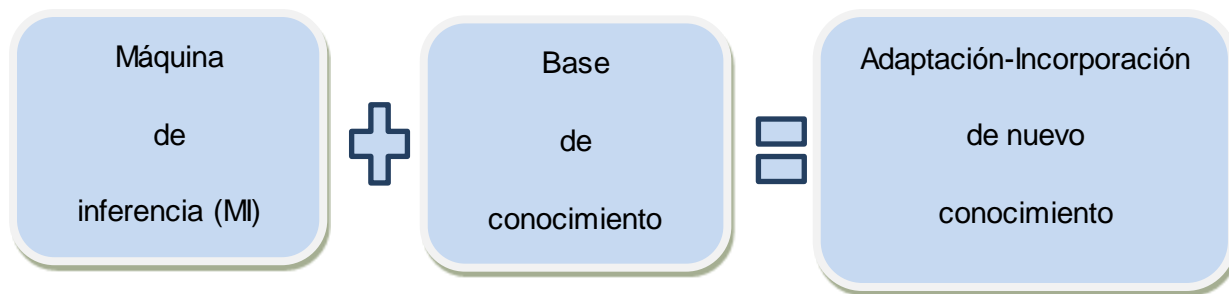 Máquina
de
inferencia (MI)
Base
de
conocimiento
Adaptación-Incorporación
de nuevo
conocimiento